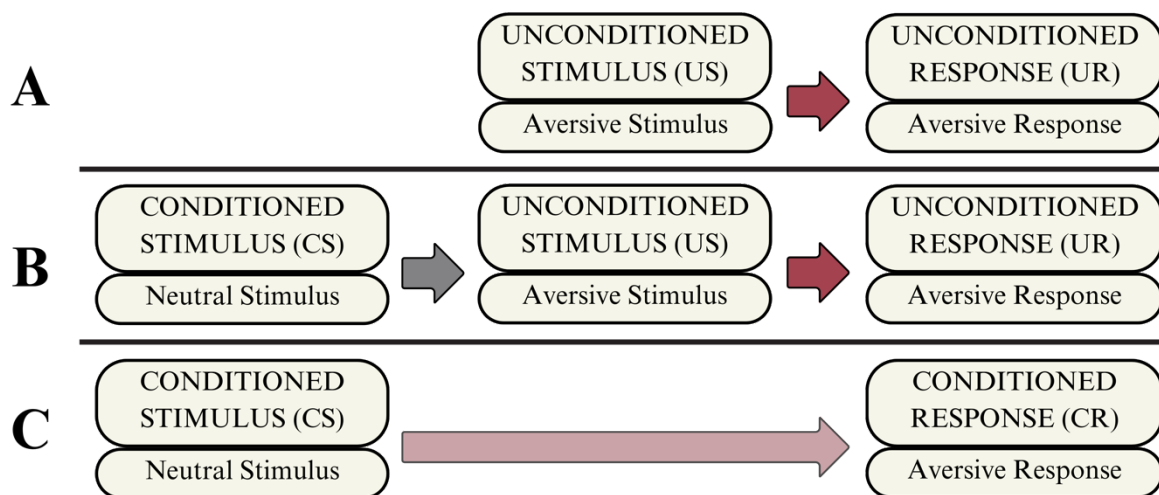 A
UNCONDITIONED
STIMULUS (US)
Aversive Stimulus
UNCONDITIONED
RESPONSE (UR)
Aversive Response
B
CONDITIONED
STIMULUS (CS)
Neutral Stimulus
UNCONDITIONED
STIMULUS (US)
Aversive Stimulus
UNCONDITIONED
RESPONSE (UR)
Aversive Response
C
CONDITIONED
STIMULUS (CS)
Neutral Stimulus
CONDITIONED
RESPONSE (CR)
Aversive Response